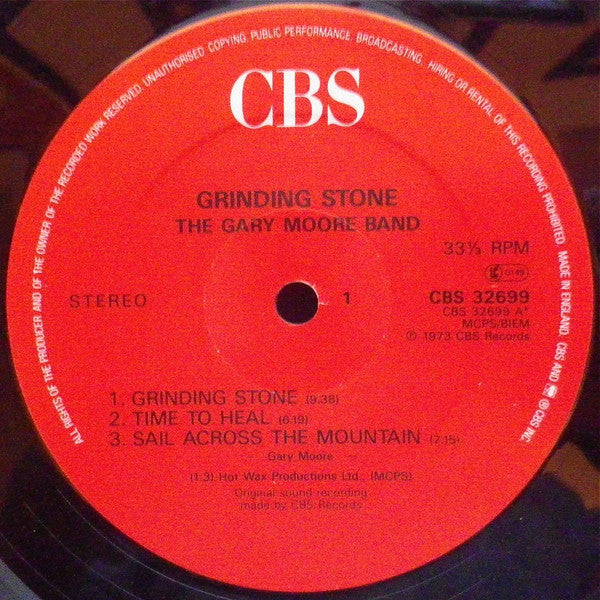 ALL RIGHTS OF THE PRODUCER AND OF THE OWNER OF THE RECORDED WORK RESERVED. UNAUTHORISED COPYING, PUBLIC PERFORMANCE, BROADCASTING, HIRING OR RENTAL OF THIS RECORDING PROHIBITED. MADE IN ENGLAND. CBS AND ® CBS INC.
CBS
GRINDING STONE
THE GARY MOORE BAND
33⅓ RPM
STEREO
1
CBS 32699
CBS 32699 A*
MCPS/BIEM
℗ 1973 CBS Records
1. GRINDING STONE (9.38)
2. TIME TO HEAL (6.19)
3. SAIL ACROSS THE MOUNTAIN (7.15)
— Gary Moore —
(1:3) Hot Wax Productions Ltd., (MCPS)
Original sound recording
made by CBS Records